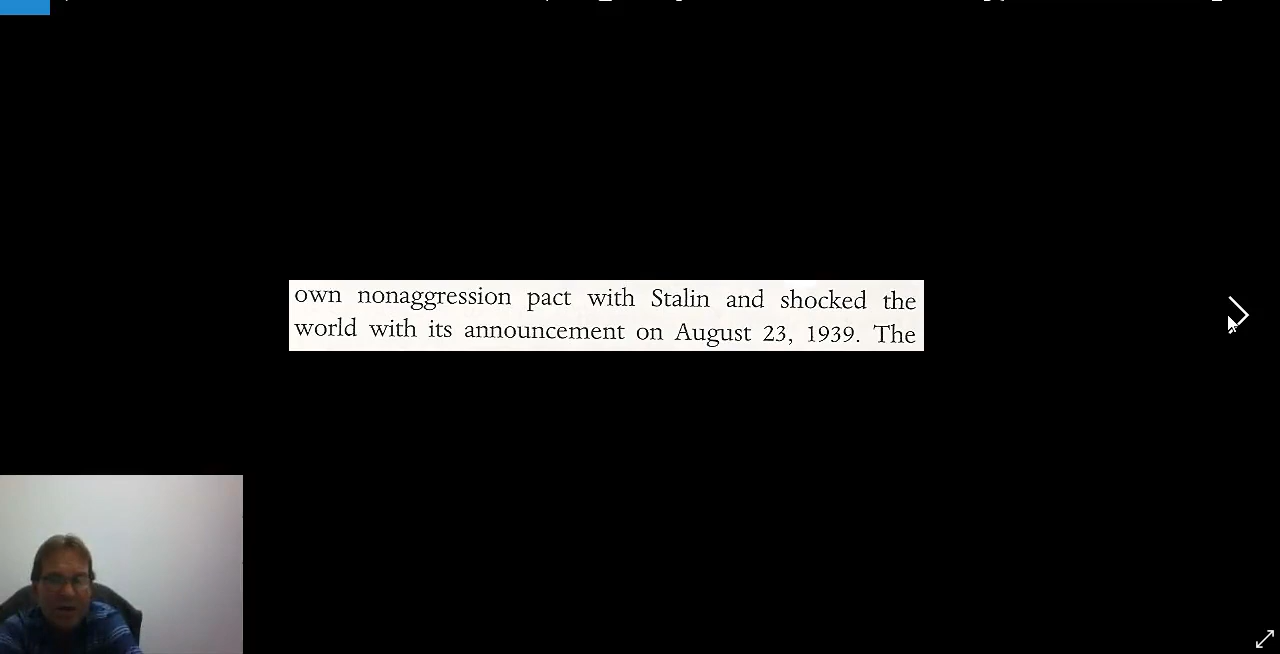 own nonaggression pact with Stalin and shocked the
world with its announcement on August 23, 1939. The